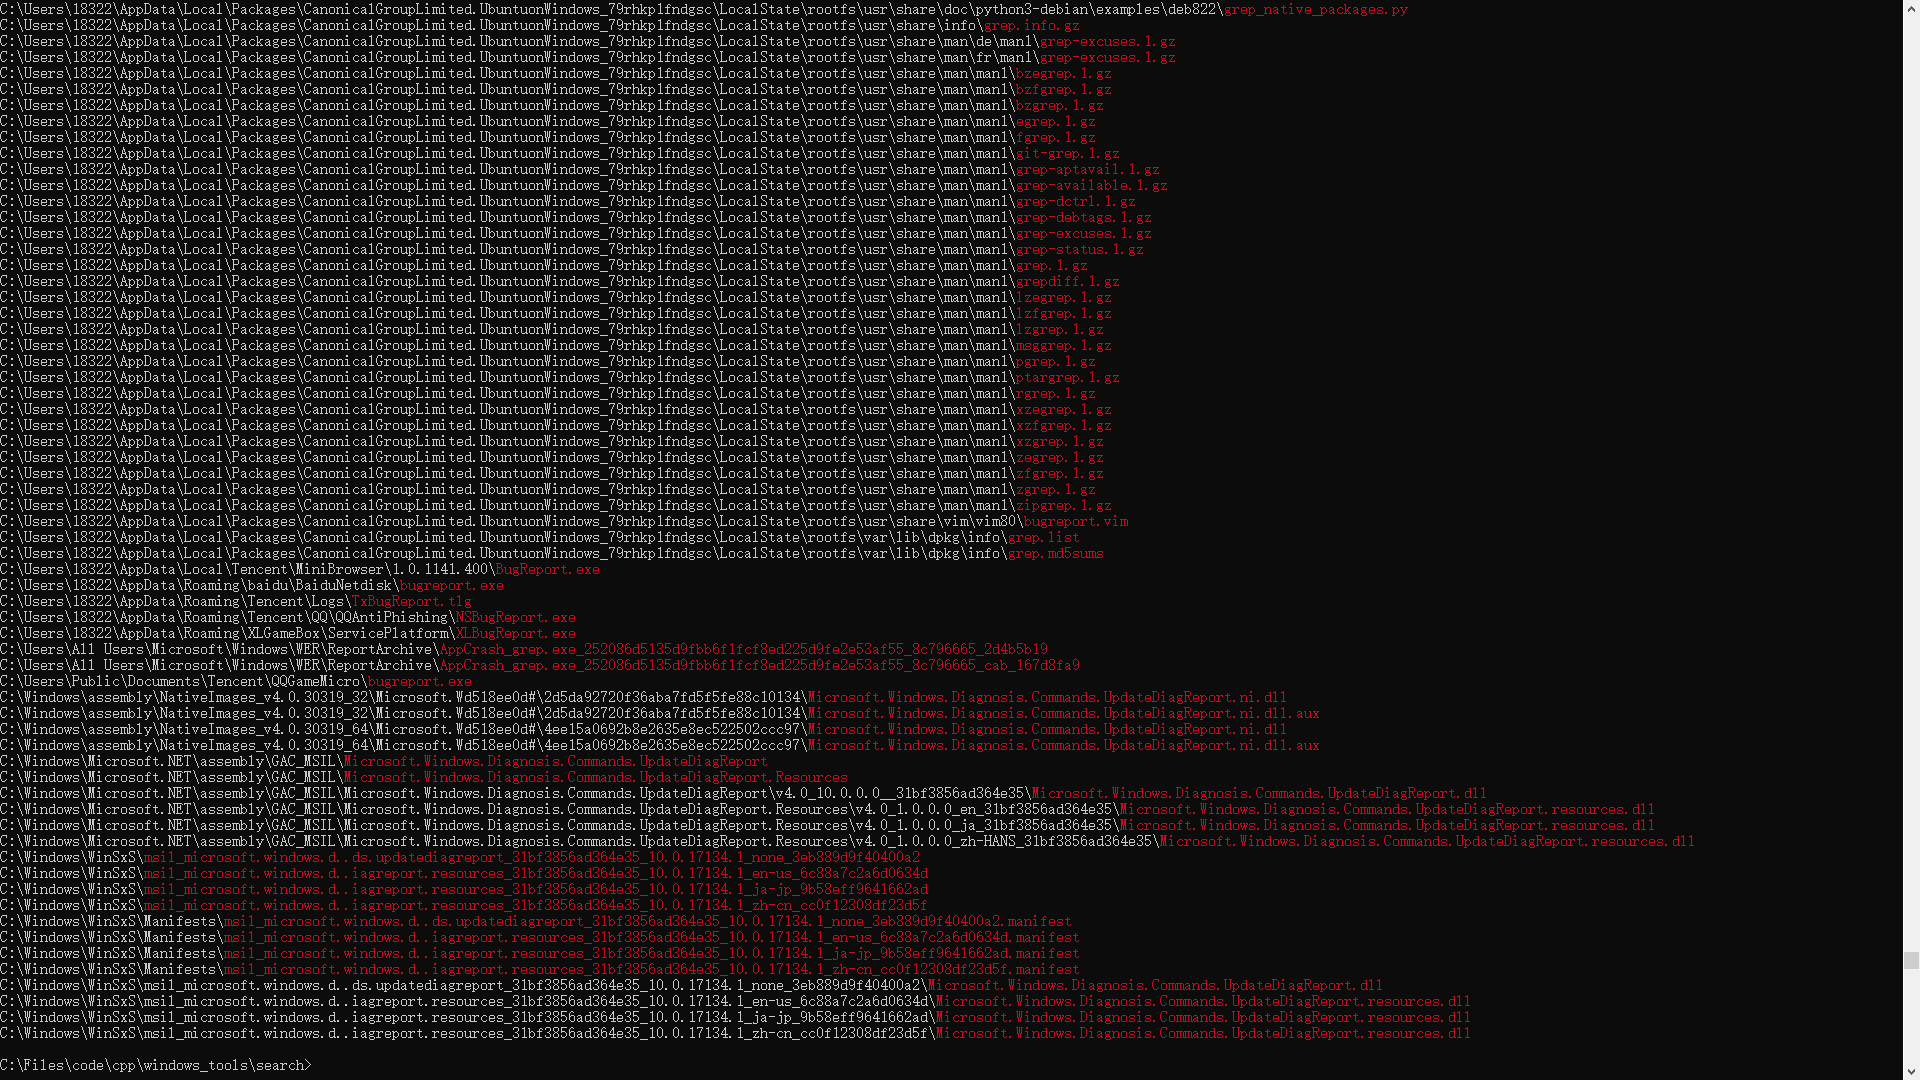 C:\Users\18322\AppData\Local\Packages\CanonicalGroupLimited.UbuntuonWindows_79rhkp1fndgsc\LocalState\rootfs\usr\share\doc\python3-debian\examples\deb822\grep_native_packages.py
C:\Users\18322\AppData\Local\Packages\CanonicalGroupLimited.UbuntuonWindows_79rhkp1fndgsc\LocalState\rootfs\usr\share\info\grep.info.gz
C:\Users\18322\AppData\Local\Packages\CanonicalGroupLimited.UbuntuonWindows_79rhkp1fndgsc\LocalState\rootfs\usr\share\man\de\man1\grep-excuses.1.gz
C:\Users\18322\AppData\Local\Packages\CanonicalGroupLimited.UbuntuonWindows_79rhkp1fndgsc\LocalState\rootfs\usr\share\man\fr\man1\grep-excuses.1.gz
C:\Users\18322\AppData\Local\Packages\CanonicalGroupLimited.UbuntuonWindows_79rhkp1fndgsc\LocalState\rootfs\usr\share\man\man1\bzegrep.1.gz
C:\Users\18322\AppData\Local\Packages\CanonicalGroupLimited.UbuntuonWindows_79rhkp1fndgsc\LocalState\rootfs\usr\share\man\man1\bzfgrep.1.gz
C:\Users\18322\AppData\Local\Packages\CanonicalGroupLimited.UbuntuonWindows_79rhkp1fndgsc\LocalState\rootfs\usr\share\man\man1\bzgrep.1.gz
C:\Users\18322\AppData\Local\Packages\CanonicalGroupLimited.UbuntuonWindows_79rhkp1fndgsc\LocalState\rootfs\usr\share\man\man1\egrep.1.gz
C:\Users\18322\AppData\Local\Packages\CanonicalGroupLimited.UbuntuonWindows_79rhkp1fndgsc\LocalState\rootfs\usr\share\man\man1\fgrep.1.gz
C:\Users\18322\AppData\Local\Packages\CanonicalGroupLimited.UbuntuonWindows_79rhkp1fndgsc\LocalState\rootfs\usr\share\man\man1\git-grep.1.gz
C:\Users\18322\AppData\Local\Packages\CanonicalGroupLimited.UbuntuonWindows_79rhkp1fndgsc\LocalState\rootfs\usr\share\man\man1\grep-aptavail.1.gz
C:\Users\18322\AppData\Local\Packages\CanonicalGroupLimited.UbuntuonWindows_79rhkp1fndgsc\LocalState\rootfs\usr\share\man\man1\grep-available.1.gz
C:\Users\18322\AppData\Local\Packages\CanonicalGroupLimited.UbuntuonWindows_79rhkp1fndgsc\LocalState\rootfs\usr\share\man\man1\grep-dctrl.1.gz
C:\Users\18322\AppData\Local\Packages\CanonicalGroupLimited.UbuntuonWindows_79rhkp1fndgsc\LocalState\rootfs\usr\share\man\man1\grep-debtags.1.gz
C:\Users\18322\AppData\Local\Packages\CanonicalGroupLimited.UbuntuonWindows_79rhkp1fndgsc\LocalState\rootfs\usr\share\man\man1\grep-excuses.1.gz
C:\Users\18322\AppData\Local\Packages\CanonicalGroupLimited.UbuntuonWindows_79rhkp1fndgsc\LocalState\rootfs\usr\share\man\man1\grep-status.1.gz
C:\Users\18322\AppData\Local\Packages\CanonicalGroupLimited.UbuntuonWindows_79rhkp1fndgsc\LocalState\rootfs\usr\share\man\man1\grep.1.gz
C:\Users\18322\AppData\Local\Packages\CanonicalGroupLimited.UbuntuonWindows_79rhkp1fndgsc\LocalState\rootfs\usr\share\man\man1\grepdiff.1.gz
C:\Users\18322\AppData\Local\Packages\CanonicalGroupLimited.UbuntuonWindows_79rhkp1fndgsc\LocalState\rootfs\usr\share\man\man1\lzegrep.1.gz
C:\Users\18322\AppData\Local\Packages\CanonicalGroupLimited.UbuntuonWindows_79rhkp1fndgsc\LocalState\rootfs\usr\share\man\man1\lzfgrep.1.gz
C:\Users\18322\AppData\Local\Packages\CanonicalGroupLimited.UbuntuonWindows_79rhkp1fndgsc\LocalState\rootfs\usr\share\man\man1\lzgrep.1.gz
C:\Users\18322\AppData\Local\Packages\CanonicalGroupLimited.UbuntuonWindows_79rhkp1fndgsc\LocalState\rootfs\usr\share\man\man1\msggrep.1.gz
C:\Users\18322\AppData\Local\Packages\CanonicalGroupLimited.UbuntuonWindows_79rhkp1fndgsc\LocalState\rootfs\usr\share\man\man1\pgrep.1.gz
C:\Users\18322\AppData\Local\Packages\CanonicalGroupLimited.UbuntuonWindows_79rhkp1fndgsc\LocalState\rootfs\usr\share\man\man1\ptargrep.1.gz
C:\Users\18322\AppData\Local\Packages\CanonicalGroupLimited.UbuntuonWindows_79rhkp1fndgsc\LocalState\rootfs\usr\share\man\man1\rgrep.1.gz
C:\Users\18322\AppData\Local\Packages\CanonicalGroupLimited.UbuntuonWindows_79rhkp1fndgsc\LocalState\rootfs\usr\share\man\man1\xzegrep.1.gz
C:\Users\18322\AppData\Local\Packages\CanonicalGroupLimited.UbuntuonWindows_79rhkp1fndgsc\LocalState\rootfs\usr\share\man\man1\xzfgrep.1.gz
C:\Users\18322\AppData\Local\Packages\CanonicalGroupLimited.UbuntuonWindows_79rhkp1fndgsc\LocalState\rootfs\usr\share\man\man1\xzgrep.1.gz
C:\Users\18322\AppData\Local\Packages\CanonicalGroupLimited.UbuntuonWindows_79rhkp1fndgsc\LocalState\rootfs\usr\share\man\man1\zegrep.1.gz
C:\Users\18322\AppData\Local\Packages\CanonicalGroupLimited.UbuntuonWindows_79rhkp1fndgsc\LocalState\rootfs\usr\share\man\man1\zfgrep.1.gz
C:\Users\18322\AppData\Local\Packages\CanonicalGroupLimited.UbuntuonWindows_79rhkp1fndgsc\LocalState\rootfs\usr\share\man\man1\zgrep.1.gz
C:\Users\18322\AppData\Local\Packages\CanonicalGroupLimited.UbuntuonWindows_79rhkp1fndgsc\LocalState\rootfs\usr\share\man\man1\zipgrep.1.gz
C:\Users\18322\AppData\Local\Packages\CanonicalGroupLimited.UbuntuonWindows_79rhkp1fndgsc\LocalState\rootfs\usr\share\vim\vim80\bugreport.vim
C:\Users\18322\AppData\Local\Packages\CanonicalGroupLimited.UbuntuonWindows_79rhkp1fndgsc\LocalState\rootfs\var\lib\dpkg\info\grep.list
C:\Users\18322\AppData\Local\Packages\CanonicalGroupLimited.UbuntuonWindows_79rhkp1fndgsc\LocalState\rootfs\var\lib\dpkg\info\grep.md5sums
C:\Users\18322\AppData\Local\Tencent\MiniBrowser\1.0.1141.400\BugReport.exe
C:\Users\18322\AppData\Roaming\baidu\BaiduNetdisk\bugreport.exe
C:\Users\18322\AppData\Roaming\Tencent\Logs\TxBugReport.tlg
C:\Users\18322\AppData\Roaming\Tencent\QQ\QQAntiPhishing\NSBugReport.exe
C:\Users\18322\AppData\Roaming\XLGameBox\ServicePlatform\XLBugReport.exe
C:\Users\All Users\Microsoft\Windows\WER\ReportArchive\AppCrash_grep.exe_252086d5135d9fbb6f1fcf8ed225d9fe2e53af55_8c796665_2d4b5b19
C:\Users\All Users\Microsoft\Windows\WER\ReportArchive\AppCrash_grep.exe_252086d5135d9fbb6f1fcf8ed225d9fe2e53af55_8c796665_cab_167d8fa9
C:\Users\Public\Documents\Tencent\QQGameMicro\bugreport.exe
C:\Windows\assembly\NativeImages_v4.0.30319_32\Microsoft.Wd518ee0d#\2d5da92720f36aba7fd5f5fe88c10134\Microsoft.Windows.Diagnosis.Commands.UpdateDiagReport.ni.dll
C:\Windows\assembly\NativeImages_v4.0.30319_32\Microsoft.Wd518ee0d#\2d5da92720f36aba7fd5f5fe88c10134\Microsoft.Windows.Diagnosis.Commands.UpdateDiagReport.ni.dll.aux
C:\Windows\assembly\NativeImages_v4.0.30319_64\Microsoft.Wd518ee0d#\4ee15a0692b8e2635e8ec522502ccc97\Microsoft.Windows.Diagnosis.Commands.UpdateDiagReport.ni.dll
C:\Windows\assembly\NativeImages_v4.0.30319_64\Microsoft.Wd518ee0d#\4ee15a0692b8e2635e8ec522502ccc97\Microsoft.Windows.Diagnosis.Commands.UpdateDiagReport.ni.dll.aux
C:\Windows\Microsoft.NET\assembly\GAC_MSIL\Microsoft.Windows.Diagnosis.Commands.UpdateDiagReport
C:\Windows\Microsoft.NET\assembly\GAC_MSIL\Microsoft.Windows.Diagnosis.Commands.UpdateDiagReport.Resources
C:\Windows\Microsoft.NET\assembly\GAC_MSIL\Microsoft.Windows.Diagnosis.Commands.UpdateDiagReport\v4.0_10.0.0.0__31bf3856ad364e35\Microsoft.Windows.Diagnosis.Commands.UpdateDiagReport.dll
C:\Windows\Microsoft.NET\assembly\GAC_MSIL\Microsoft.Windows.Diagnosis.Commands.UpdateDiagReport.Resources\v4.0_1.0.0.0_en_31bf3856ad364e35\Microsoft.Windows.Diagnosis.Commands.UpdateDiagReport.resources.dll
C:\Windows\Microsoft.NET\assembly\GAC_MSIL\Microsoft.Windows.Diagnosis.Commands.UpdateDiagReport.Resources\v4.0_1.0.0.0_ja_31bf3856ad364e35\Microsoft.Windows.Diagnosis.Commands.UpdateDiagReport.resources.dll
C:\Windows\Microsoft.NET\assembly\GAC_MSIL\Microsoft.Windows.Diagnosis.Commands.UpdateDiagReport.Resources\v4.0_1.0.0.0_zh-HANS_31bf3856ad364e35\Microsoft.Windows.Diagnosis.Commands.UpdateDiagReport.resources.dll
C:\Windows\WinSxS\msil_microsoft.windows.d..ds.updatediagreport_31bf3856ad364e35_10.0.17134.1_none_3eb889d9f40400a2
C:\Windows\WinSxS\msil_microsoft.windows.d..iagreport.resources_31bf3856ad364e35_10.0.17134.1_en-us_6c88a7c2a6d0634d
C:\Windows\WinSxS\msil_microsoft.windows.d..iagreport.resources_31bf3856ad364e35_10.0.17134.1_ja-jp_9b58eff9641662ad
C:\Windows\WinSxS\msil_microsoft.windows.d..iagreport.resources_31bf3856ad364e35_10.0.17134.1_zh-cn_cc0f12308df23d5f
C:\Windows\WinSxS\Manifests\msil_microsoft.windows.d..ds.updatediagreport_31bf3856ad364e35_10.0.17134.1_none_3eb889d9f40400a2.manifest
C:\Windows\WinSxS\Manifests\msil_microsoft.windows.d..iagreport.resources_31bf3856ad364e35_10.0.17134.1_en-us_6c88a7c2a6d0634d.manifest
C:\Windows\WinSxS\Manifests\msil_microsoft.windows.d..iagreport.resources_31bf3856ad364e35_10.0.17134.1_ja-jp_9b58eff9641662ad.manifest
C:\Windows\WinSxS\Manifests\msil_microsoft.windows.d..iagreport.resources_31bf3856ad364e35_10.0.17134.1_zh-cn_cc0f12308df23d5f.manifest
C:\Windows\WinSxS\msil_microsoft.windows.d..ds.updatediagreport_31bf3856ad364e35_10.0.17134.1_none_3eb889d9f40400a2\Microsoft.Windows.Diagnosis.Commands.UpdateDiagReport.dll
C:\Windows\WinSxS\msil_microsoft.windows.d..iagreport.resources_31bf3856ad364e35_10.0.17134.1_en-us_6c88a7c2a6d0634d\Microsoft.Windows.Diagnosis.Commands.UpdateDiagReport.resources.dll
C:\Windows\WinSxS\msil_microsoft.windows.d..iagreport.resources_31bf3856ad364e35_10.0.17134.1_ja-jp_9b58eff9641662ad\Microsoft.Windows.Diagnosis.Commands.UpdateDiagReport.resources.dll
C:\Windows\WinSxS\msil_microsoft.windows.d..iagreport.resources_31bf3856ad364e35_10.0.17134.1_zh-cn_cc0f12308df23d5f\Microsoft.Windows.Diagnosis.Commands.UpdateDiagReport.resources.dll
C:\Files\code\cpp\windows_tools\search>